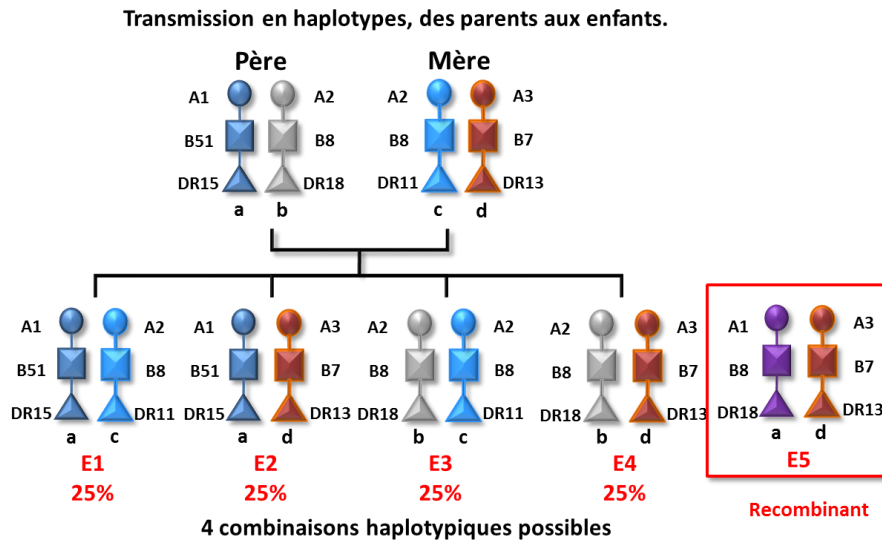 Transmission en haplotypes, des parents aux enfants.
Père Mère
A1 A2 A2 A3
B51 B8 B8 B7
DR15 DR18 DR11 DR13
a b c d
A1 A2 A1 A3 A2 A2 A2 A3 A1 A3
B51 B8 B51 B7 B8 B8 B8 B7 B8 B7
DR15 DR11 DR15 DR13 DR18 DR11 DR18 DR13 DR18 DR13
a c a d b c b d a d
E1 E2 E3 E4 E5
25% 25% 25% 25%
Recombinant
4 combinaisons haplotypiques possibles